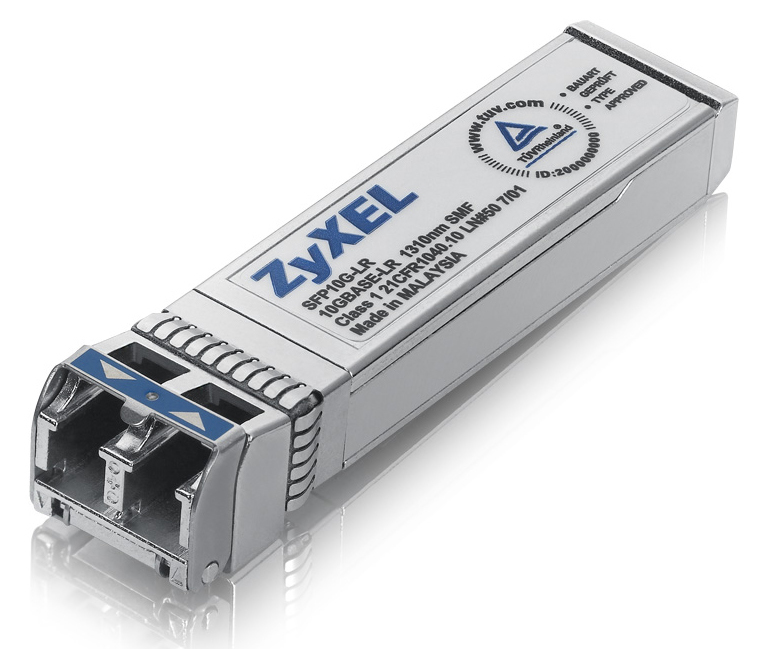 ZyXEL
SFP10G-LR
10GBASE-LR 1310nm SMF
Class 1 21CFR1040.10 LN#50 7/01
Made in MALAYSIA
www.tuv.com
TÜVRheinland®
ID:2000000000
• BAUART
GEPRÜFT
• TYPE
APPROVED